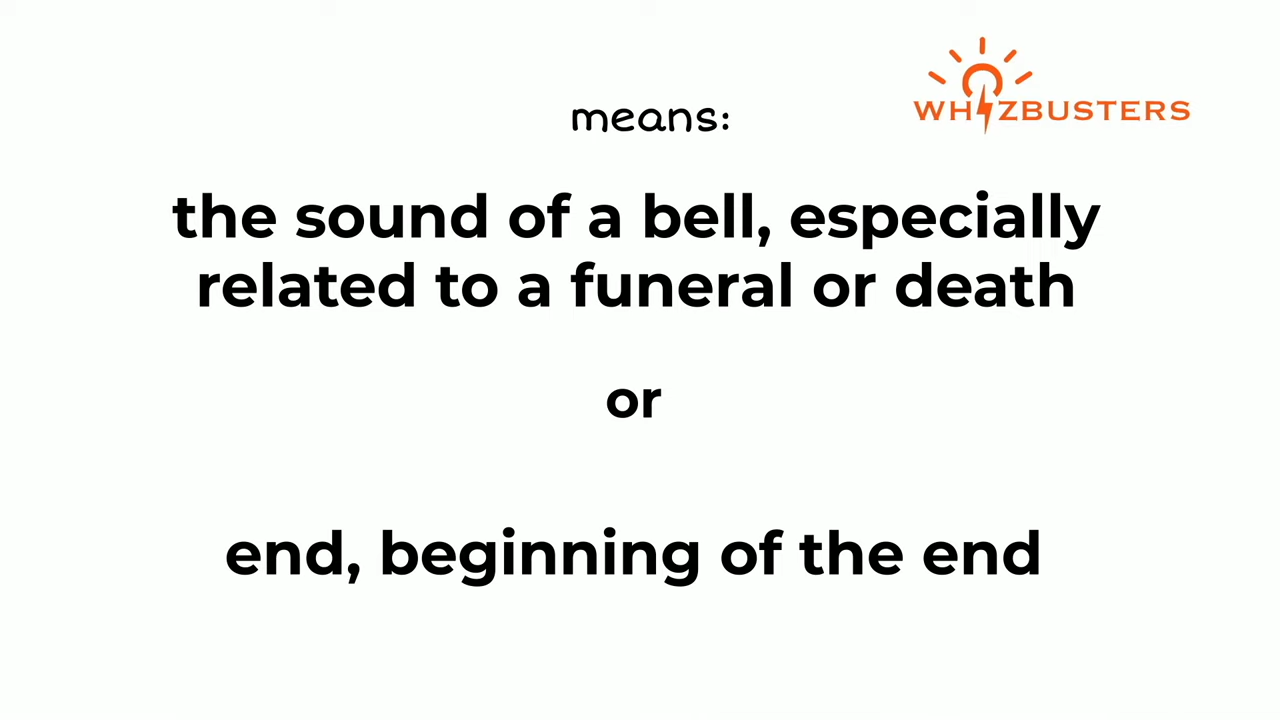 WHIZBUSTERS
means:
the sound of a bell, especially
related to a funeral or death
or
end, beginning of the end